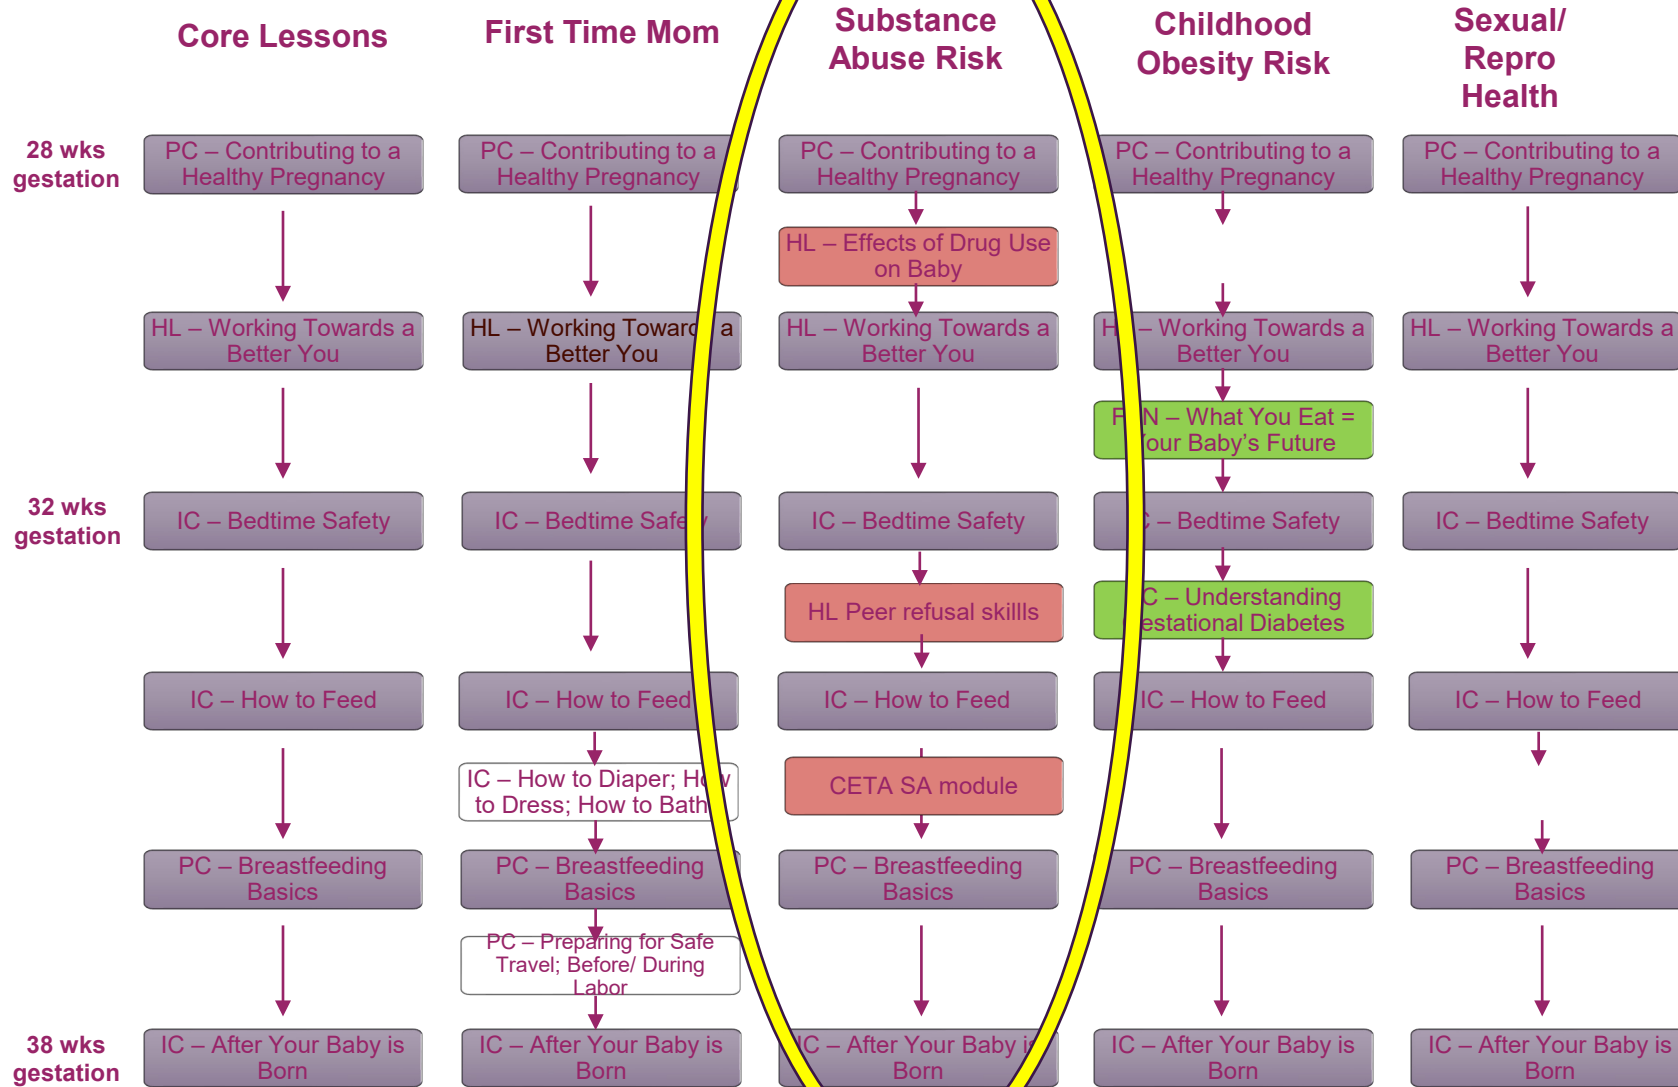 Core Lessons
First Time Mom
Substance
Abuse Risk
Childhood
Obesity Risk
Sexual/
Repro
Health
28 wks
gestation
PC – Contributing to a
Healthy Pregnancy
PC – Contributing to a
Healthy Pregnancy
PC – Contributing to a
Healthy Pregnancy
PC – Contributing to a
Healthy Pregnancy
PC – Contributing to a
Healthy Pregnancy
HL – Effects of Drug Use
on Baby
HL – Working Towards a
Better You
HL – Working Towards a
Better You
HL – Working Towards a
Better You
HL – Working Towards a
Better You
HL – Working Towards a
Better You
– What You Eat =
Your Baby's Future
32 wks
gestation
IC – Bedtime Safety
IC – Bedtime Safety
IC – Bedtime Safety
IC – Bedtime Safety
IC – Bedtime Safety
HL Peer refusal skillls
– Understanding
Gestational Diabetes
IC – How to Feed
IC – How to Feed
IC – How to Feed
IC – How to Feed
IC – How to Feed
IC – How to Diaper; How
to Dress; How to
CETA SA module
PC – Breastfeeding
Basics
PC – Breastfeeding
Basics
PC – Breastfeeding
Basics
PC – Breastfeeding
Basics
PC – Breastfeeding
Basics
PC – Preparing for Safe
Travel; Before/ During
Labor
38 wks
gestation
IC – After Your Baby is
Born
IC – After Your Baby is
Born
IC – After Your Baby is
Born
IC – After Your Baby is
Born
IC – After Your Baby is
Born